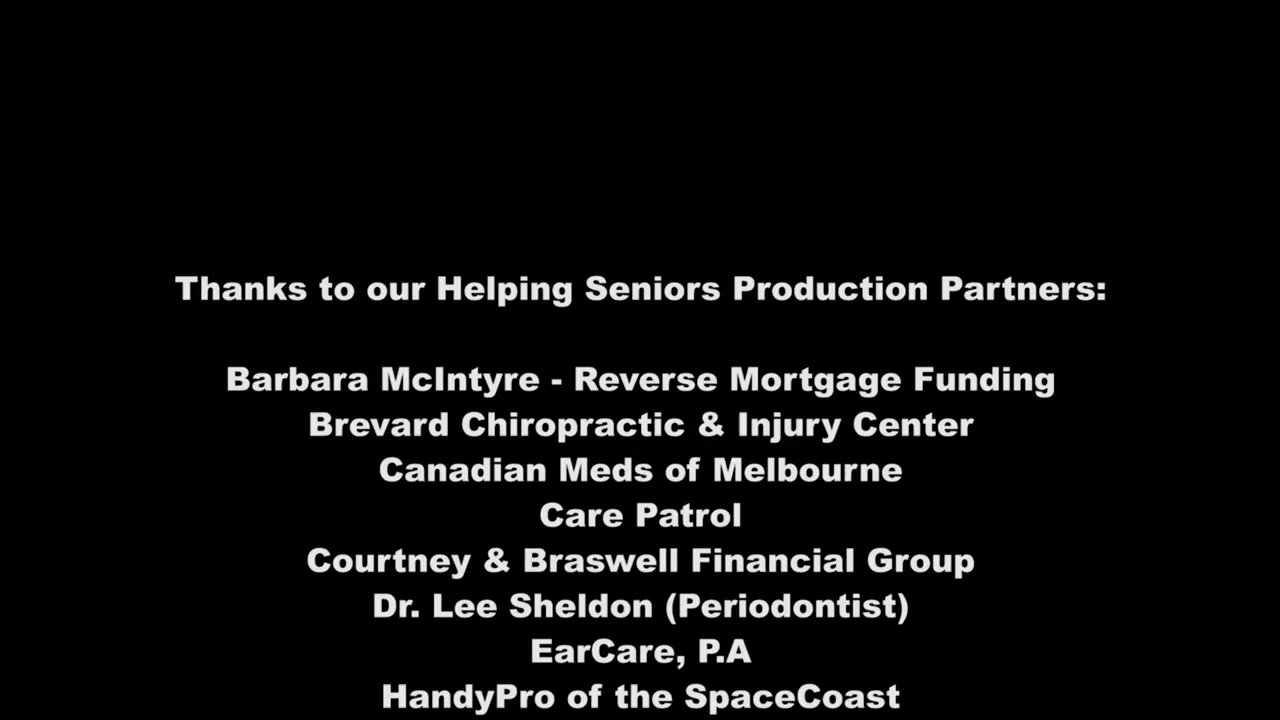 Thanks to our Helping Seniors Production Partners:
Barbara McIntyre - Reverse Mortgage Funding
Brevard Chiropractic & Injury Center
Canadian Meds of Melbourne
Care Patrol
Courtney & Braswell Financial Group
Dr. Lee Sheldon (Periodontist)
EarCare, P.A
HandyPro of the SpaceCoast